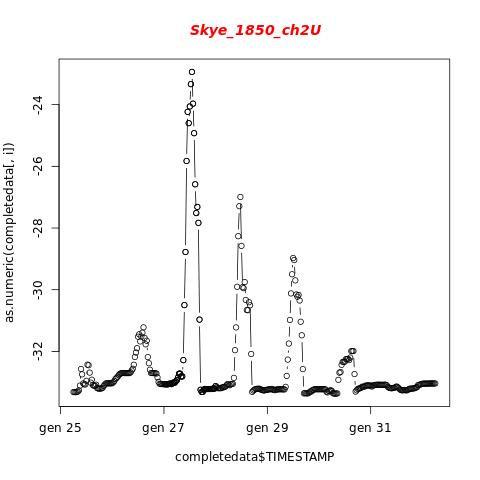 Skye_1850_ch2U
as.numeric(completedata[, i])
-24
-26
-28
-30
-32
gen 25
gen 27
gen 29
gen 31
completedata$TIMESTAMP